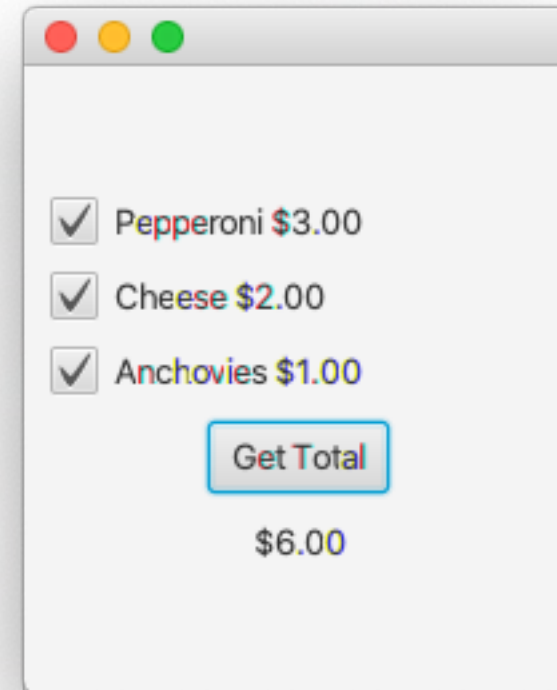 Pepperoni $3.00
Cheese $2.00
Anchovies $1.00
Get Total
$6.00